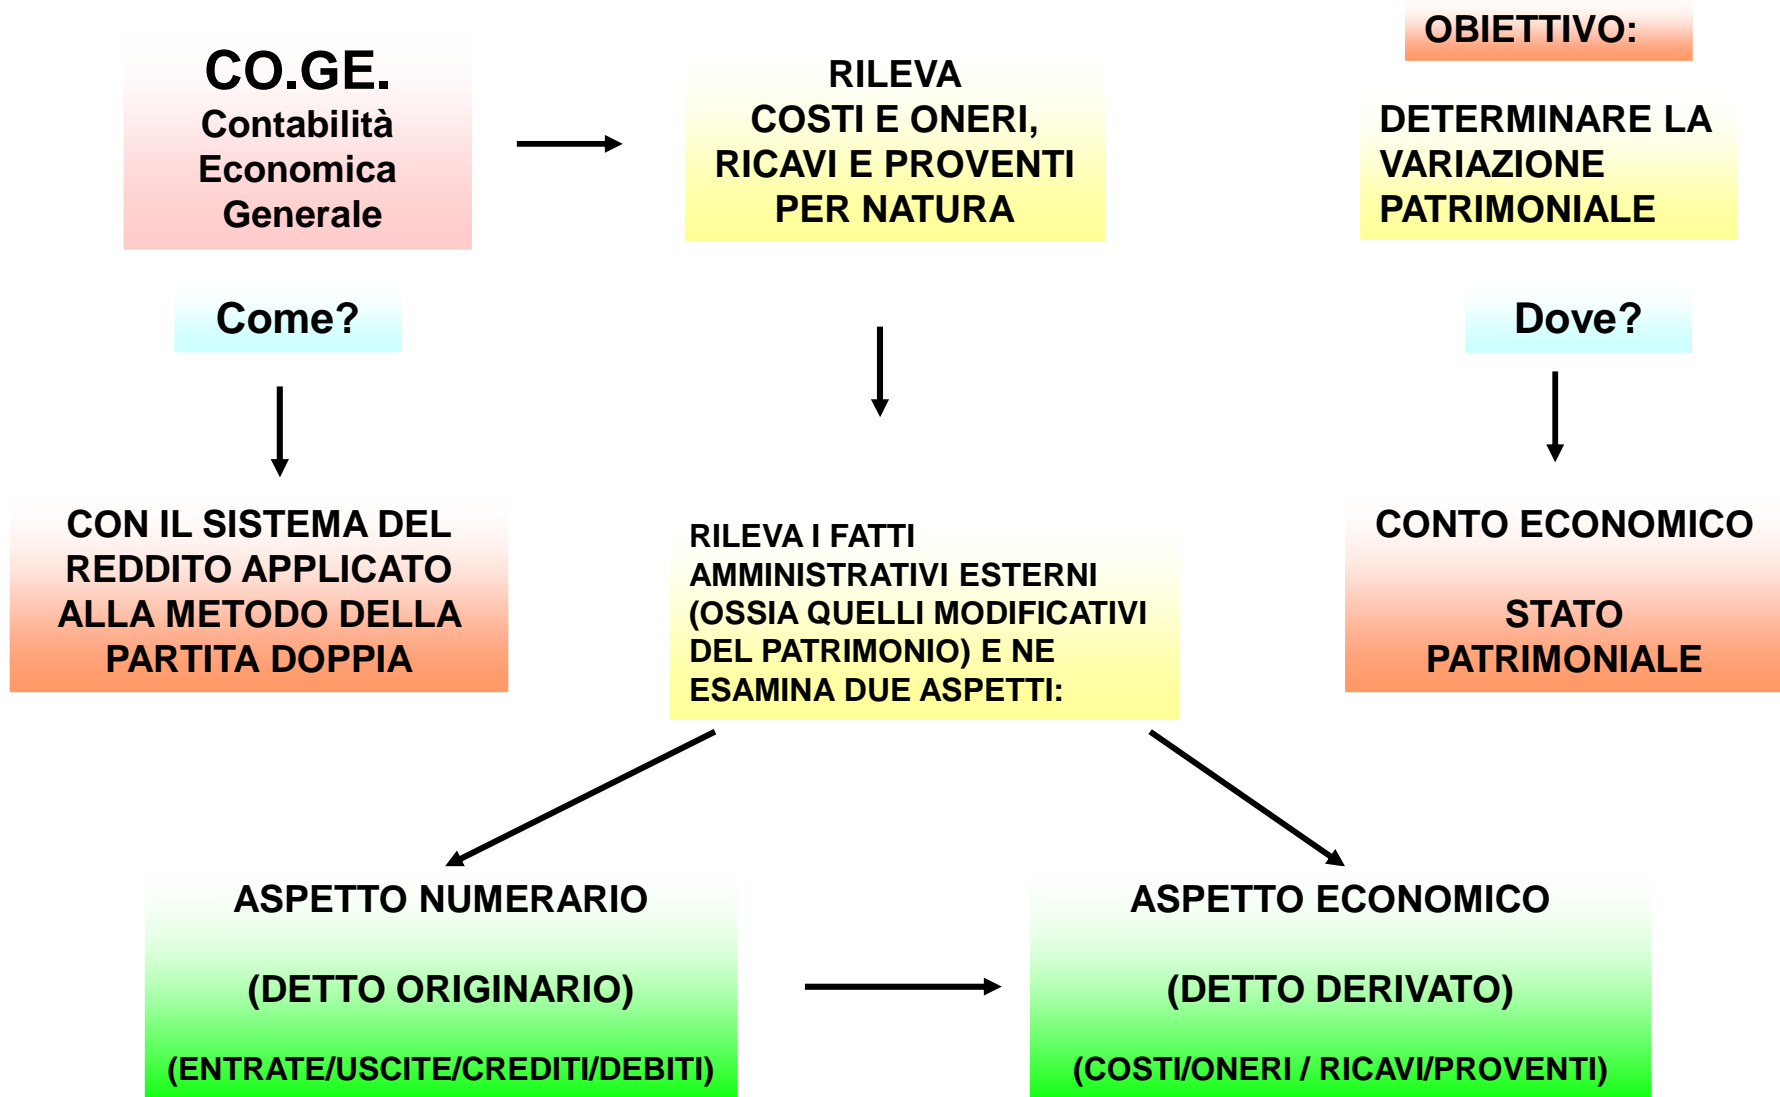 CO.GE.
Contabilità
Economica
Generale
RILEVA
COSTI E ONERI,
RICAVI E PROVENTI
PER NATURA
OBIETTIVO:
DETERMINARE LA
VARIAZIONE
PATRIMONIALE
Come?
Dove?
CON IL SISTEMA DEL
REDDITO APPLICATO
ALLA METODO DELLA
PARTITA DOPPIA
RILEVA I FATTI
AMMINISTRATIVI ESTERNI
(OSSIA QUELLI MODIFICATIVI
DEL PATRIMONIO) E NE
ESAMINA DUE ASPETTI:
CONTO ECONOMICO
STATO
PATRIMONIALE
ASPETTO NUMERARIO
(DETTO ORIGINARIO)
(ENTRATE/USCITE/CREDITI/DEBITI)
ASPETTO ECONOMICO
(DETTO DERIVATO)
(COSTI/ONERI / RICAVI/PROVENTI)